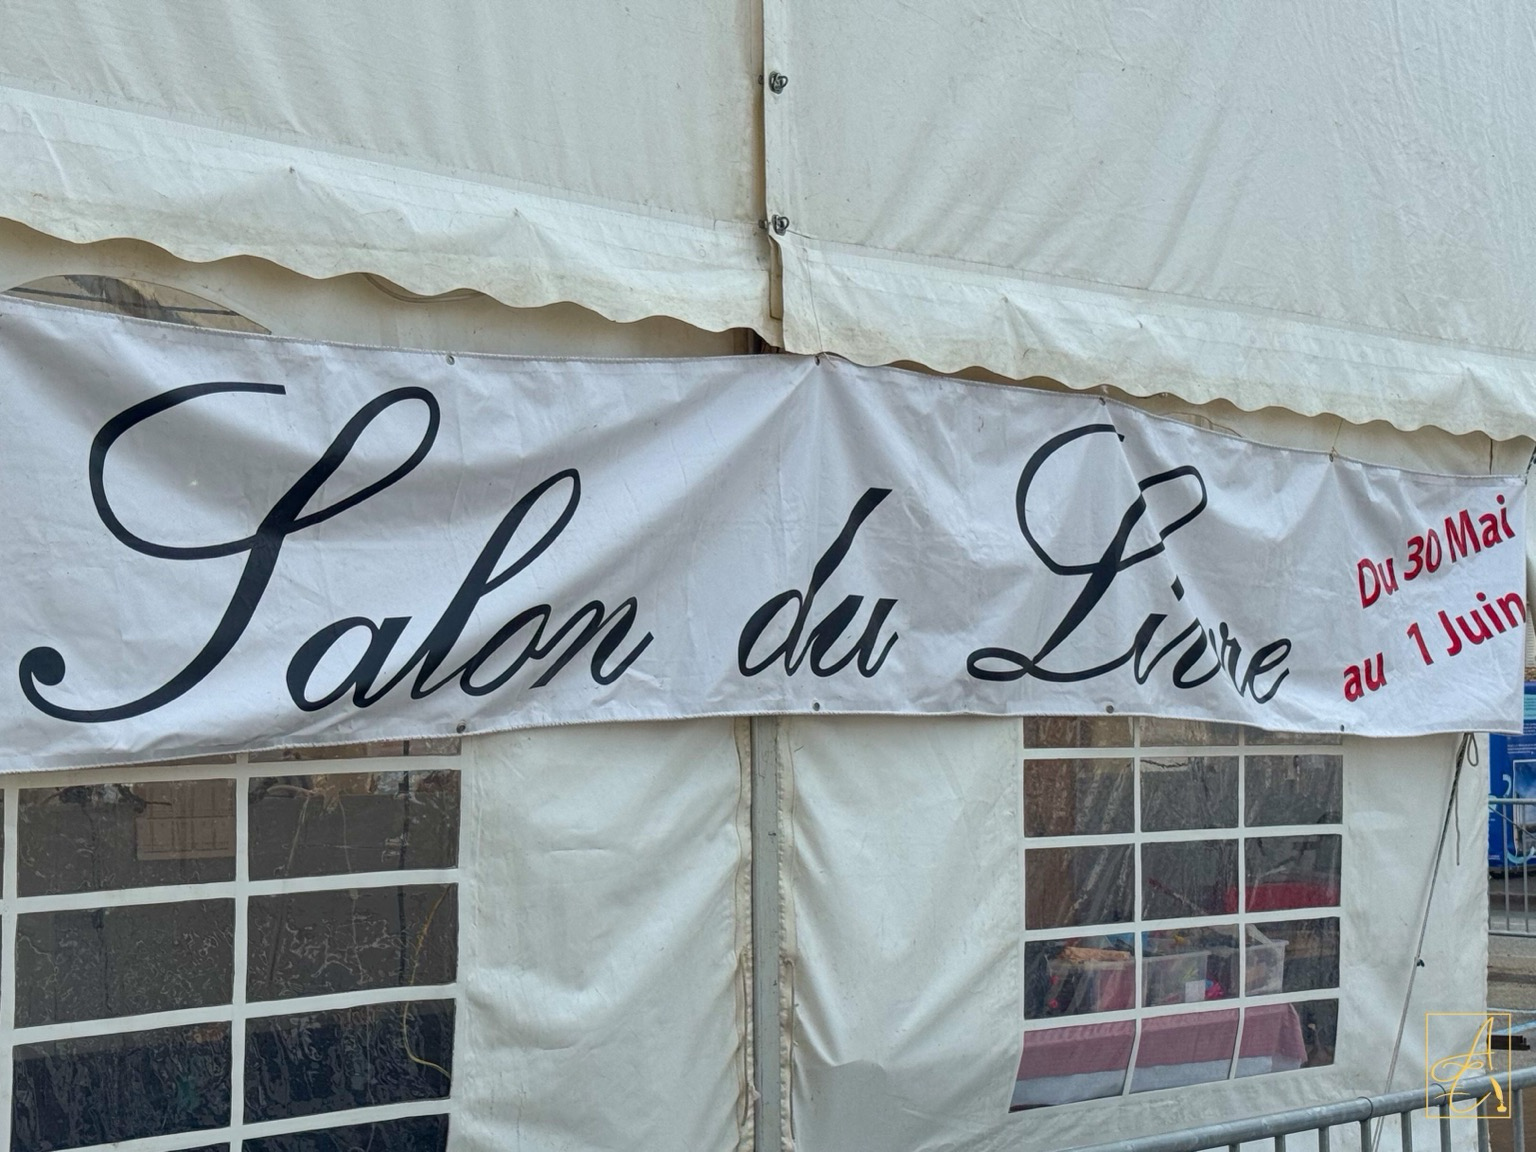 Salon du Livre
Du 30 Mai
au 1 Juin